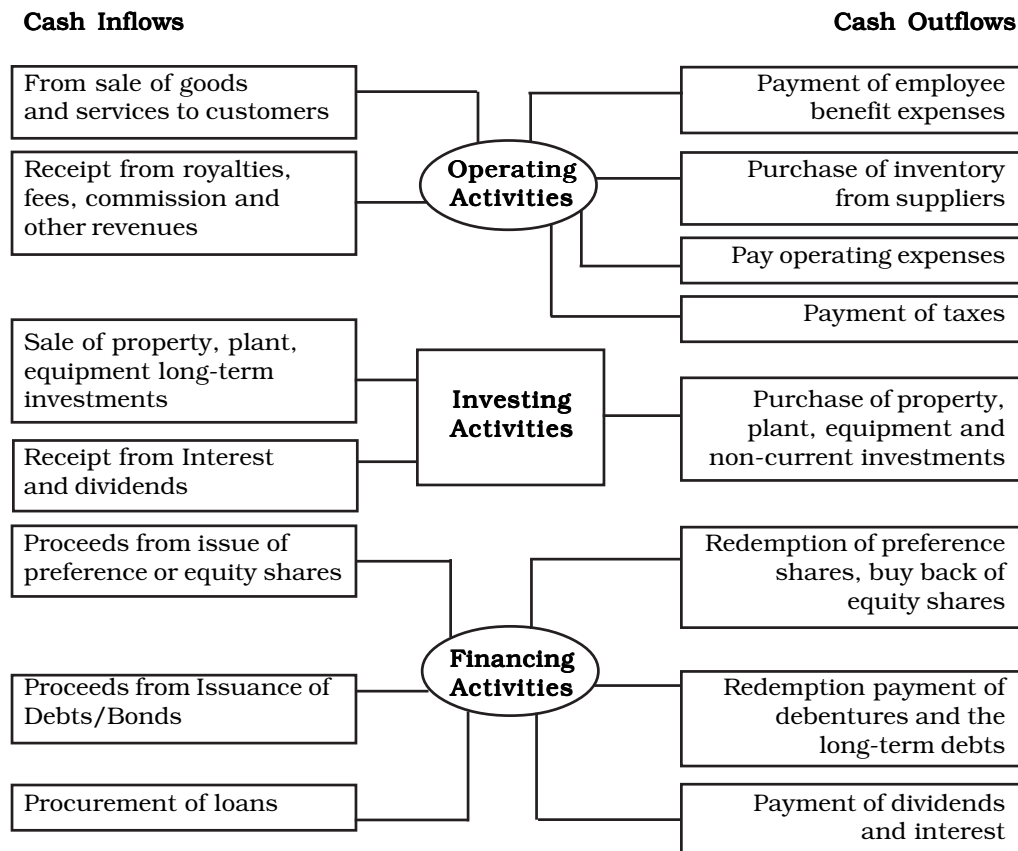 Cash Inflows
Cash Outflows
From sale of goods
and services to customers
Receipt from royalties,
fees, commission and
other revenues
Operating
Activities
Payment of employee
benefit expenses
Purchase of inventory
from suppliers
Pay operating expenses
Payment of taxes
Sale of property, plant,
equipment long-term
investments
Receipt from Interest
and dividends
Investing
Activities
Purchase of property,
plant, equipment and
non-current investments
Proceeds from issue of
preference or equity shares
Proceeds from Issuance of
Debts/Bonds
Procurement of loans
Financing
Activities
Redemption of preference
shares, buy back of
equity shares
Redemption payment of
debentures and the
long-term debts
Payment of dividends
and interest